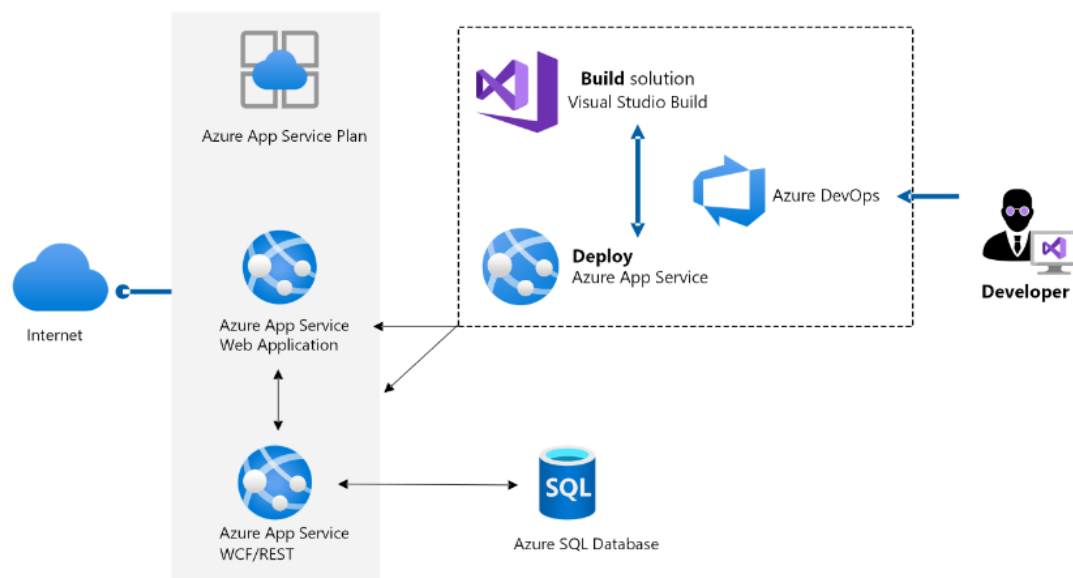 Azure App Service Plan
Build solution
Visual Studio Build
Azure DevOps
Deploy
Azure App Service
Developer
Internet
Azure App Service
Web Application
SQL
Azure App Service
WCF/REST
Azure SQL Database